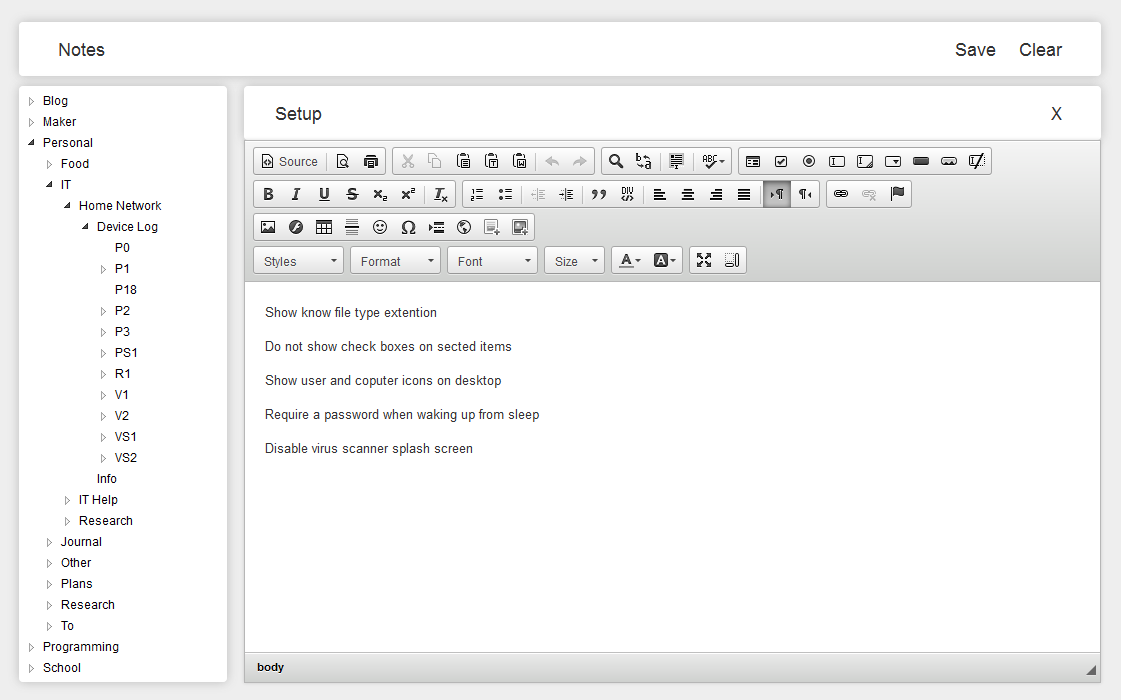 Notes
Save Clear
Blog
Maker
Personal
Food
IT
Home Network
Device Log
P0
P1
P18
P2
P3
PS1
R1
V1
V2
VS1
VS2
Info
IT Help
Research
Journal
Other
Plans
Research
To
Programming
School
Setup
X
Source
Styles Format Font Size
Show know file type extention
Do not show check boxes on sected items
Show user and coputer icons on desktop
Require a password when waking up from sleep
Disable virus scanner splash screen
body